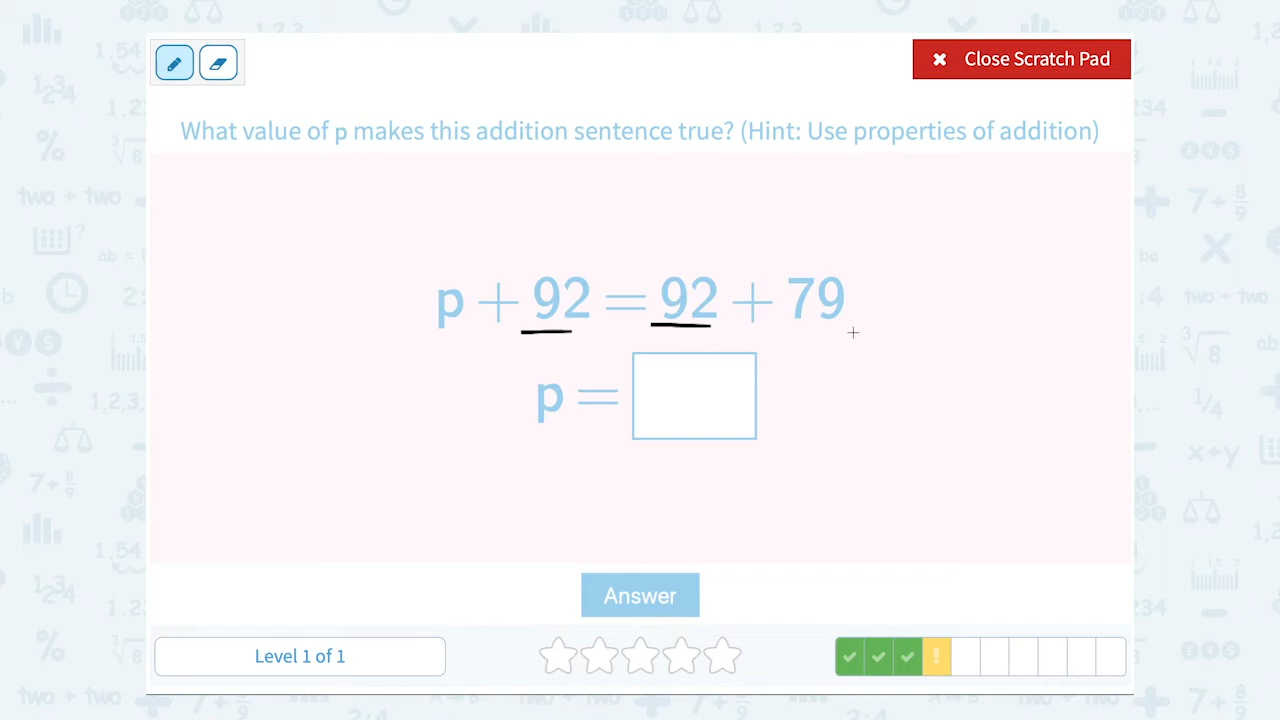 Close Scratch Pad
What value of p makes this addition sentence true? (Hint: Use properties of addition)
p + 92 = 92 + 79
p =
Answer
Level 1 of 1